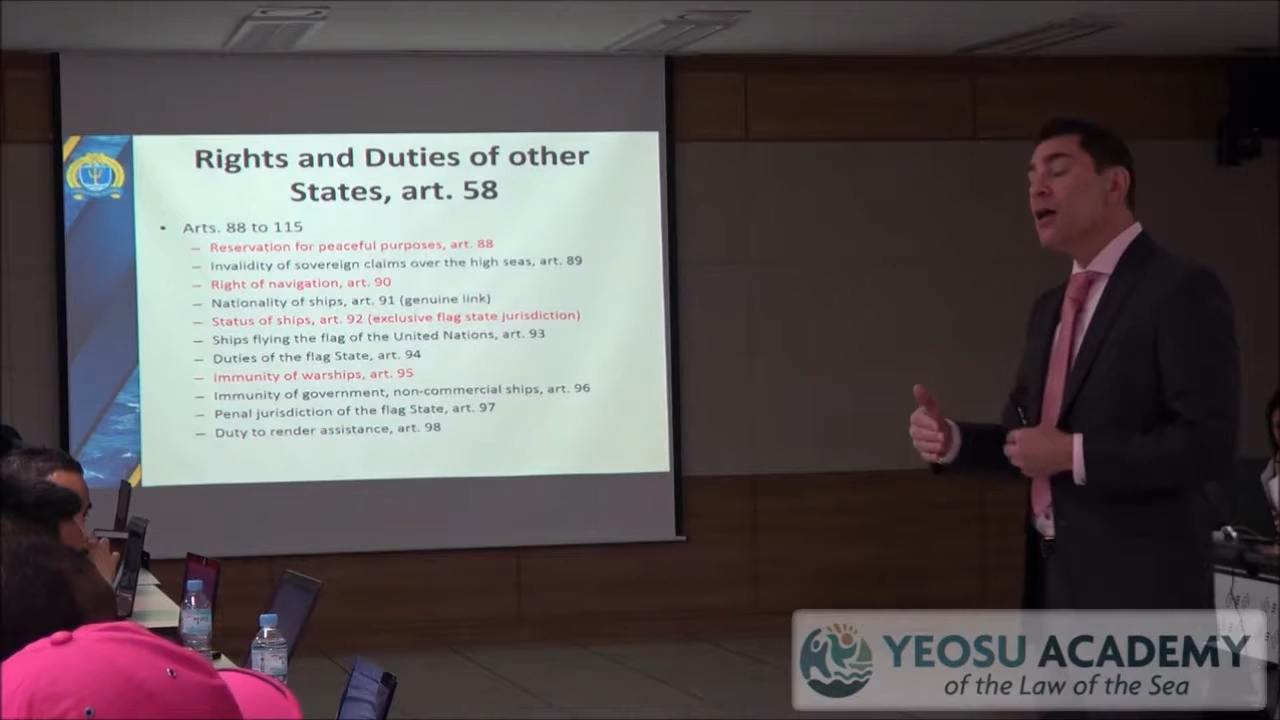 Rights and Duties of other
States, art. 58
• Arts. 88 to 115
– Reservation for peaceful purposes, art. 88
– Invalidity of sovereign claims over the high seas, art. 89
– Right of navigation, art. 90
– Nationality of ships, art. 91 (genuine link)
– Status of ships, art. 92 (exclusive flag state jurisdiction)
– Ships flying the flag of the United Nations, art. 93
– Duties of the flag State, art. 94
– Immunity of warships, art. 95
– Immunity of government, non-commercial ships, art. 96
– Penal jurisdiction of the flag State, art. 97
– Duty to render assistance, art. 98
YEOSU ACADEMY
of the Law of the Sea